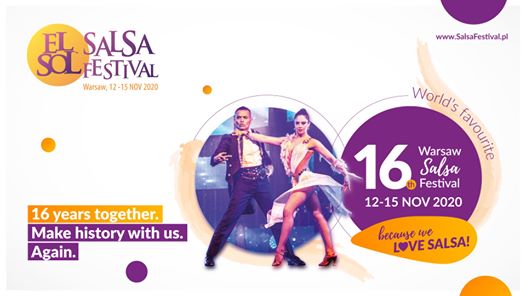 EL SOL SALSA FESTIVAL
Warsaw, 12 -15 NOV 2020
www.SalsaFestival.pl
World's favourite
16th Warsaw Salsa Festival
12-15 NOV 2020
because we
LOVE SALSA!
16 years together.
Make history with us.
Again.